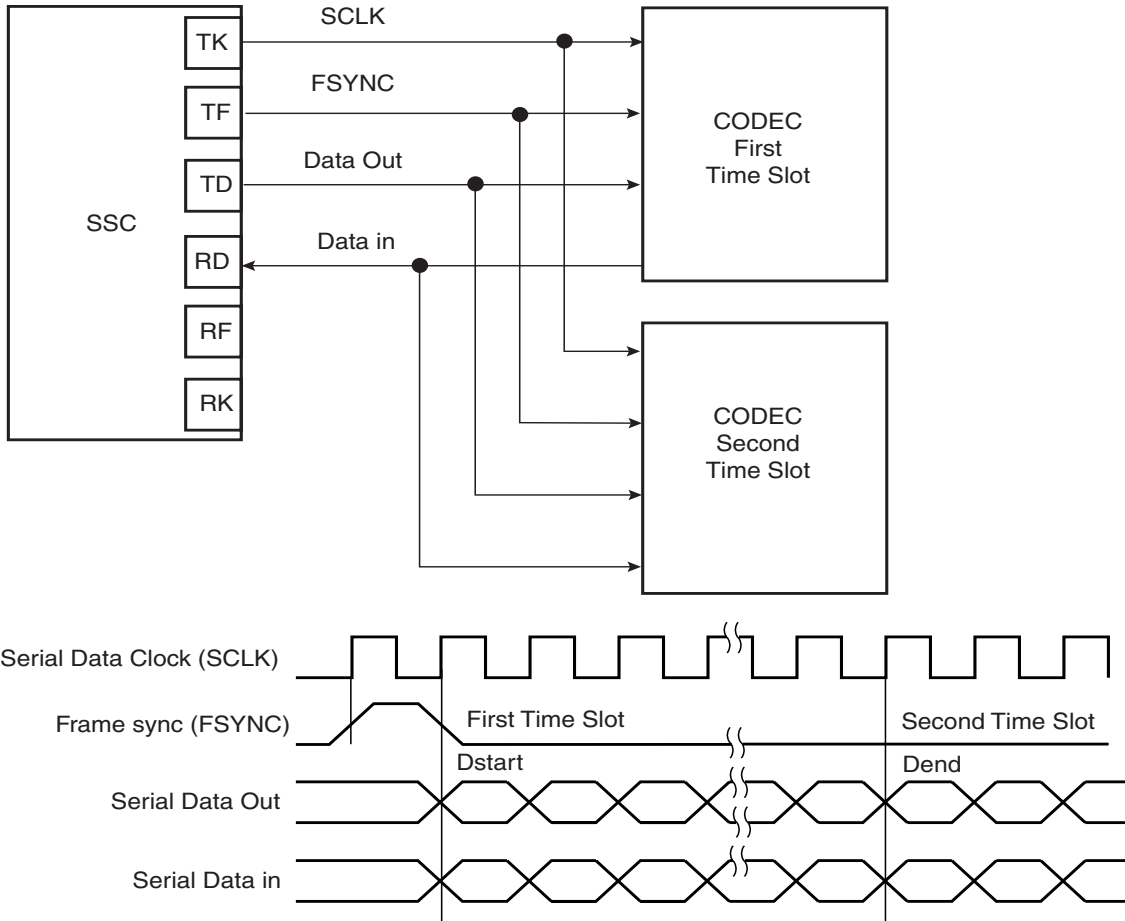 SSC
TK
TF
TD
RD
RF
RK
SCLK
FSYNC
Data Out
Data in
CODEC
First
Time Slot
CODEC
Second
Time Slot
Serial Data Clock (SCLK)
Frame sync (FSYNC)
First Time Slot
Second Time Slot
Dstart
Dend
Serial Data Out
Serial Data in